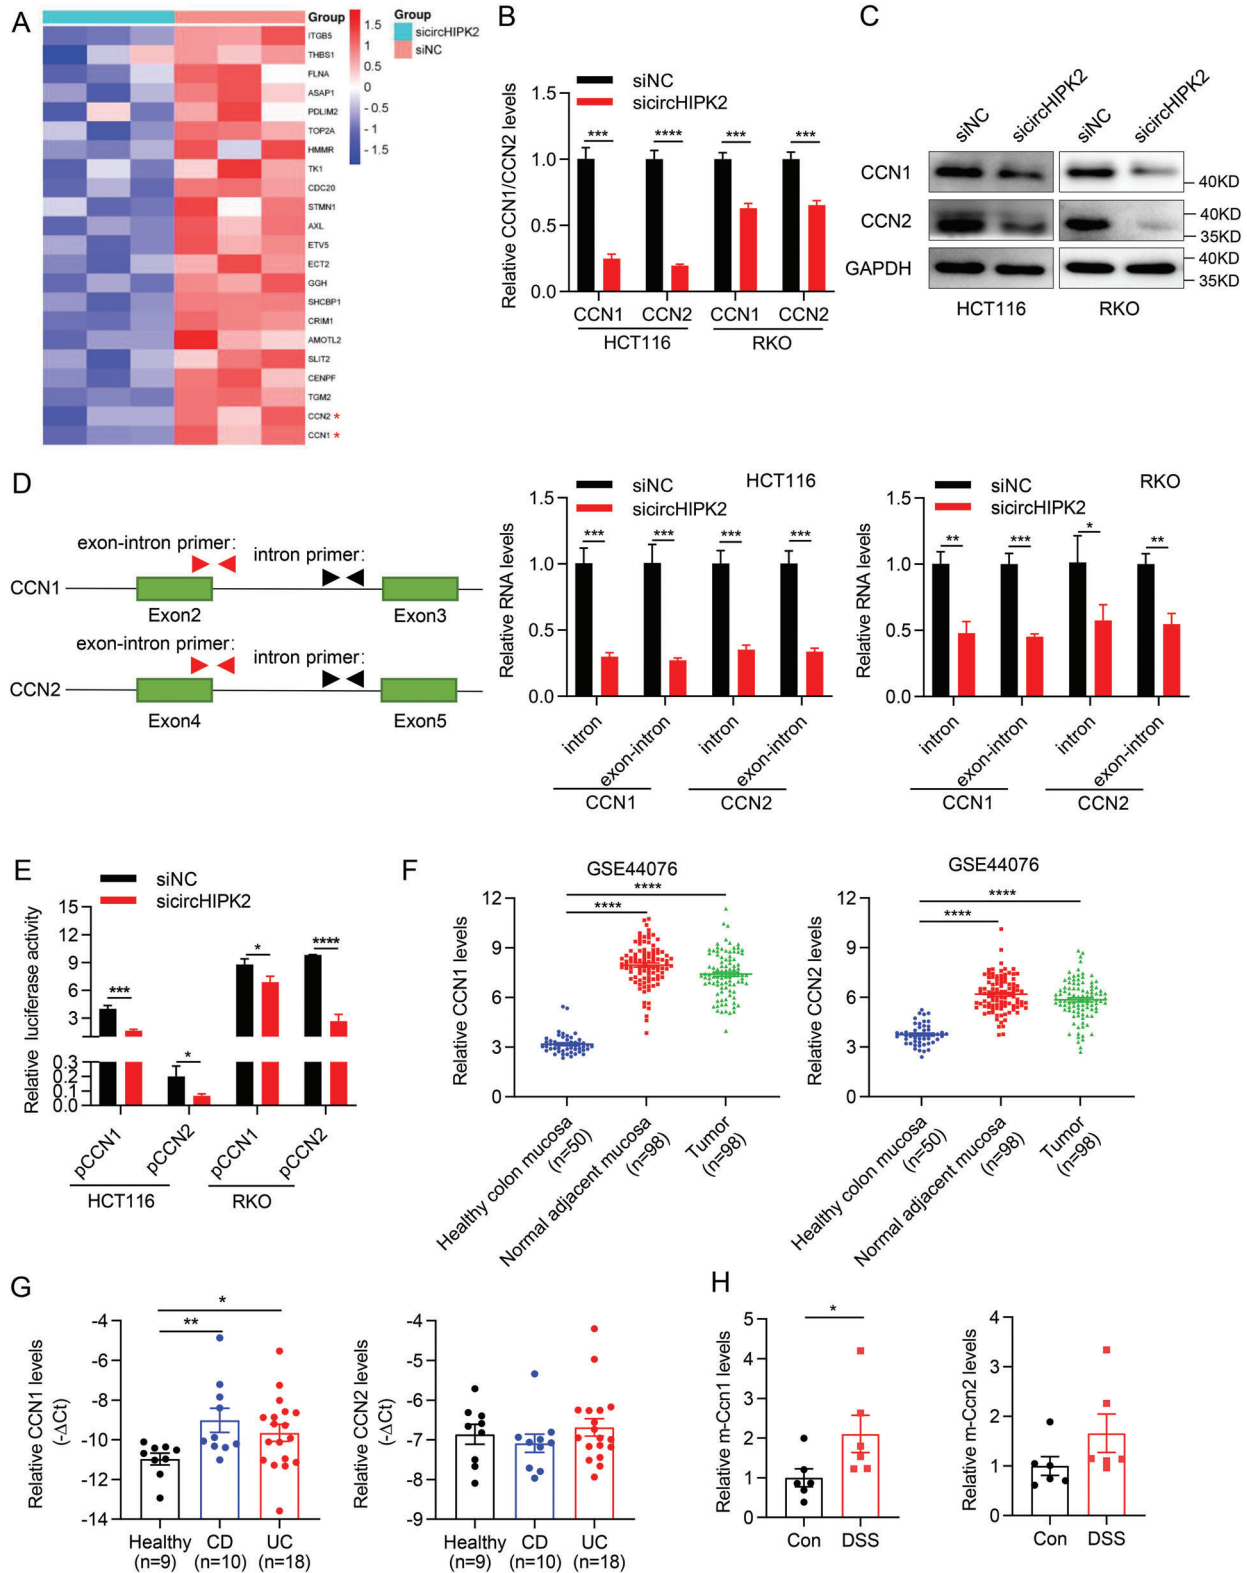 A
Group
ITGB5
THBS1
FLNA
ASAP1
PDLIM2
TOP2A
HMMR
TK1
CDC20
STMN1
AXL
ETV5
ECT2
GGH
SHCBP1
CRIM1
AMOTL2
SLIT2
CENPF
TGM2
CCN2 *
CCN1 *
1.5
1
0.5
0
- 0.5
- 1
- 1.5
Group
sicircHIPK2
siNC
B
siNC
sicircHIPK2
Relative CCN1/CCN2 levels
1.5
1.0
0.5
0.0
*** **** *** ***
CCN1 CCN2 CCN1 CCN2
HCT116 RKO
C
siNC sicircHIPK2 siNC sicircHIPK2
CCN1
40KD
CCN2
40KD
35KD
GAPDH
40KD
35KD
HCT116 RKO
D
exon-intron primer:
intron primer:
CCN1
Exon2 Exon3
exon-intron primer:
intron primer:
CCN2
Exon4 Exon5
HCT116
siNC
sicircHIPK2
Relative RNA levels
1.5
1.0
0.5
0.0
*** *** *** ***
intron exon-intron intron exon-intron
CCN1 CCN2
RKO
siNC
sicircHIPK2
Relative RNA levels
1.5
1.0
0.5
0.0
** *** * **
intron exon-intron intron exon-intron
CCN1 CCN2
E
siNC
sicircHIPK2
Relative luciferase activity
15
12
9
6
3
0.3
0.2
0.1
0.0
*** * * ****
pCCN1 pCCN2 pCCN1 pCCN2
HCT116 RKO
F
GSE44076
Relative CCN1 levels
12
9
6
3
0
****
****
Healthy colon mucosa (n=50)
Normal adjacent mucosa (n=98)
Tumor (n=98)
GSE44076
Relative CCN2 levels
12
9
6
3
0
****
****
Healthy colon mucosa (n=50)
Normal adjacent mucosa (n=98)
Tumor (n=98)
G
Relative CCN1 levels
(-ΔCt)
-4
-6
-8
-10
-12
-14
*
**
Healthy CD UC
(n=9) (n=10) (n=18)
Relative CCN2 levels
(-ΔCt)
-4
-5
-6
-7
-8
-9
Healthy CD UC
(n=9) (n=10) (n=18)
H
Relative m-Ccn1 levels
5
4
3
2
1
0
*
Con DSS
Relative m-Ccn2 levels
4
3
2
1
0
Con DSS